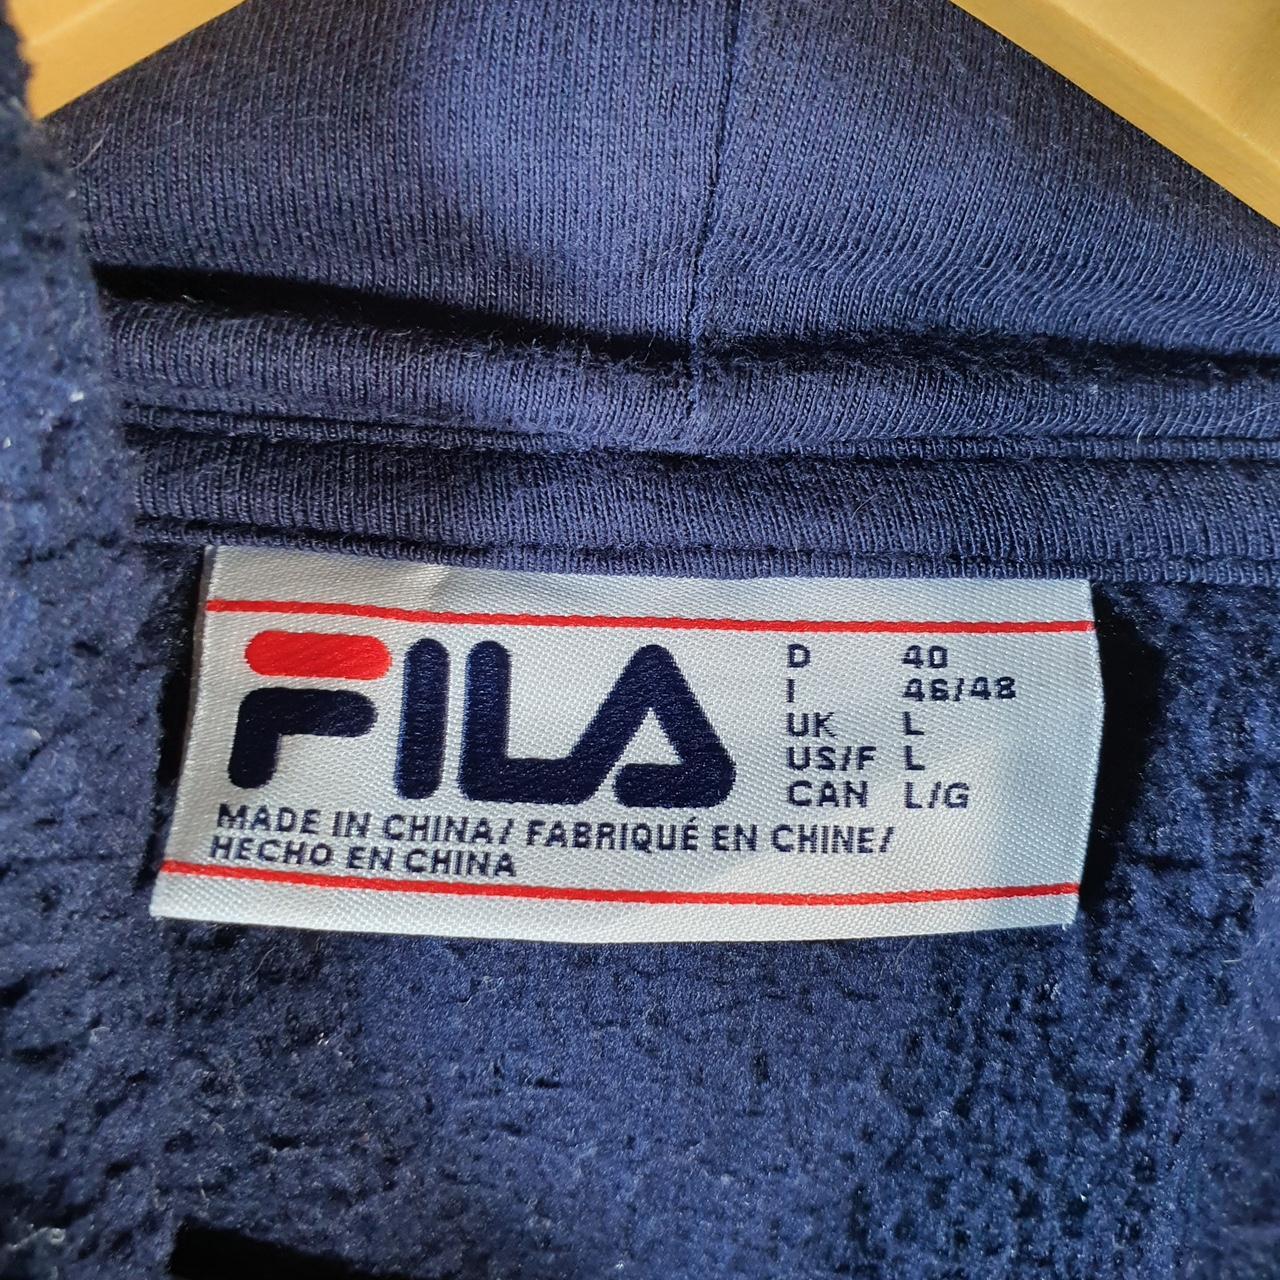 FILA
D 40
I 46/48
UK L
US/F L
CAN L/G
MADE IN CHINA/ FABRIQUÉ EN CHINE/
HECHO EN CHINA